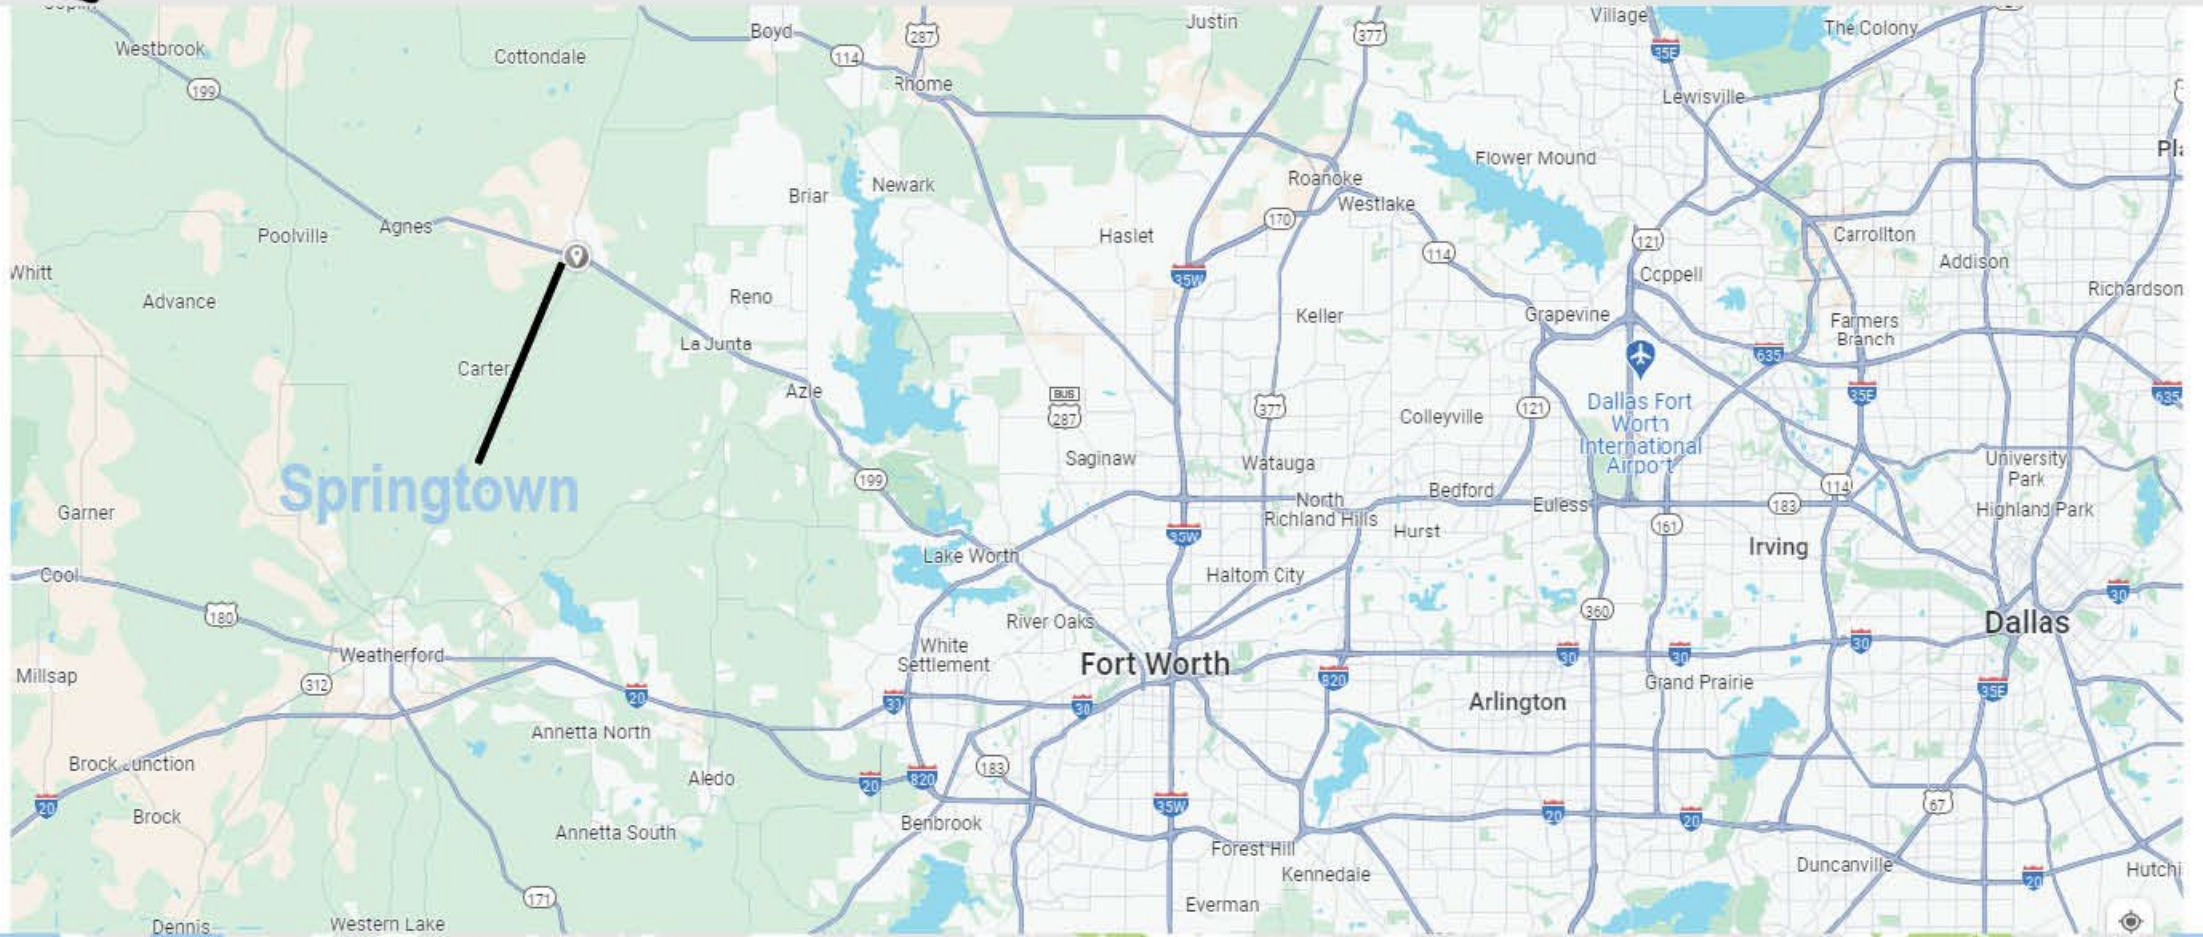 Village
Justin
The Colony
Boyd
287
377
35E
Westbrook
Cottondale
114
Rhome
199
Lewisville
Flower Mound
Roanoke
Briar
Newark
Westlake
170
Poolville
Agnes
Haslet
121
Carrollton
114
Addison
Whitt
35W
Coppell
Richardson
Advance
Reno
Keller
Grapevine
Farmers
Branch
La Junta
635
Carter
Azle
BUS
287
377
121
35E
635
Colleyville
Dallas Fort
Worth
International
Airport
Saginaw
Watauga
University
Park
199
114
Springtown
North
Richland Hills
Bedford
Euless
183
Highland Park
Garner
161
Hurst
35W
Irving
Lake Worth
Cool
Haltom City
30
180
360
River Oaks
Dallas
White
Settlement
30
Weatherford
Fort Worth
30
30
Millsap
312
820
Grand Prairie
20
30
30
Arlington
35E
Annetta North
Brock Junction
183
Aledo
20
820
20
35W
67
Brock
Benbrook
20
20
Annetta South
Forest Hill
Duncanville
Kennedale
Hutchi
20
171
Everman
Dennis
Western Lake